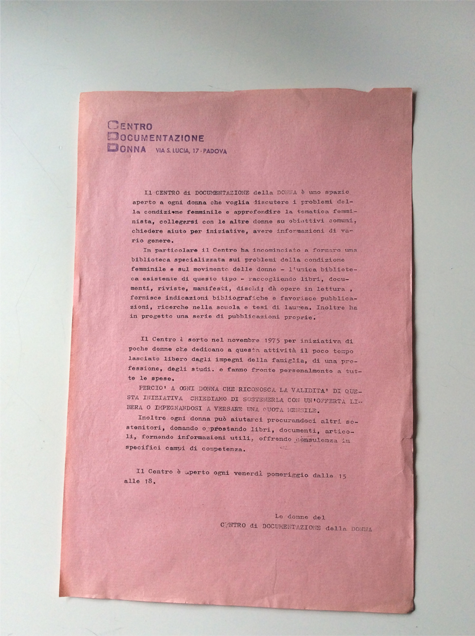 CENTRO
DOCUMENTAZIONE
DONNA VIA S. LUCIA, 17 - PADOVA
Il CENTRO di DOCUMENTAZIONE della DONNA è uno spazio
aperto a ogni donna che voglia discutere i problemi del-
la condizione femminile e approfondire la tematica femmi-
nista, collegarsi con le altre donne su obiettivi comuni,
chiedere aiuto per iniziative, avere informazioni di va-
rio genere.
In particolare il Centro ha incominciato a formare una
biblioteca specializzata sui problemi della condizione
femminile e sul movimento delle donne - l'unica bibliote-
ca esistente di questo tipo - raccogliendo libri, docu-
menti, riviste, manifesti, dischi; dà opere in lettura,
fornisce indicazioni bibliografiche e favorisce pubblica-
zioni, ricerche nella scuola e tesi di laurea. Inoltre ha
in progetto una serie di pubblicazioni proprie.
Il Centro è sorto nel novembre 1975 per iniziativa di
poche donne che dedicano a questa attività il poco tempo
lasciato libero dagli impegni della famiglia, di una pro-
fessione, degli studi. e fanno fronte personalmente a tut-
te le spese.
PERCIO' A OGNI DONNA CHE RICONOSCA LA VALIDITA' DI QUE-
STA INIZIATIVA CHIEDIAMO DI SOSTENERLA CON UN'OFFERTA LI-
BERA O IMPEGNANDOSI A VERSARE UNA QUOTA MENSILE.
Inoltre ogni donna può aiutarci procurandoci altri so-
stenitori, donando o prestando libri, documenti, artico-
li, fornendo informazioni utili, offrendo consulenza in
specifici campi di competenza.
Il Centro è aperto ogni venerdì pomeriggio dalle 15
alle 18.
Le donne del
CENTRO di DOCUMENTAZIONE della DONNA